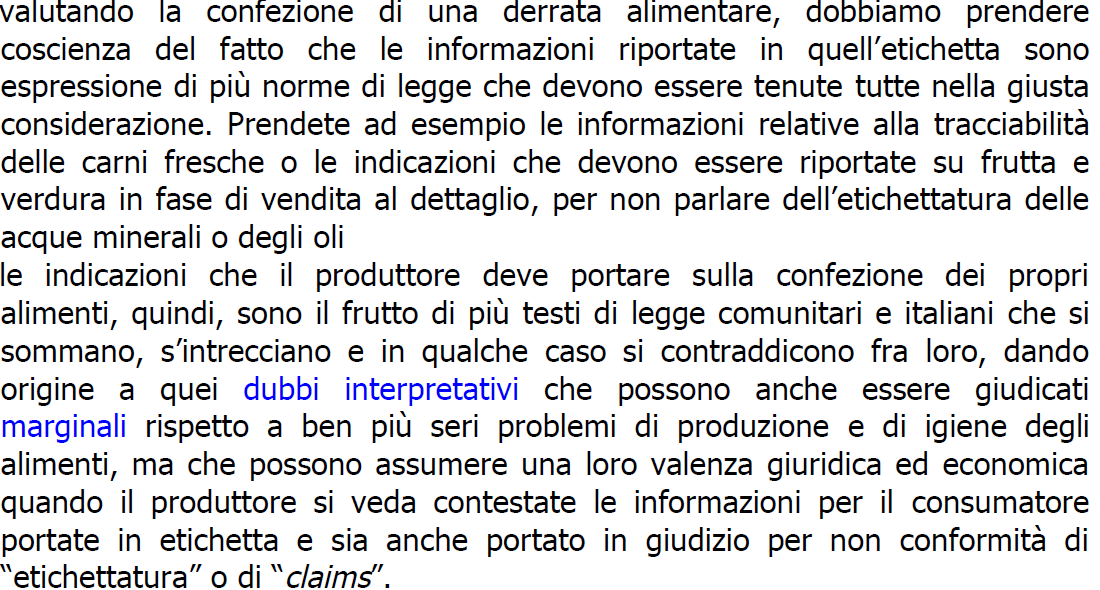 valutando la confezione di una derrata alimentare, dobbiamo prendere
coscienza del fatto che le informazioni riportate in quell’etichetta sono
espressione di più norme di legge che devono essere tenute tutte nella giusta
considerazione. Prendete ad esempio le informazioni relative alla tracciabilità
delle carni fresche o le indicazioni che devono essere riportate su frutta e
verdura in fase di vendita al dettaglio, per non parlare dell’etichettatura delle
acque minerali o degli oli
le indicazioni che il produttore deve portare sulla confezione dei propri
alimenti, quindi, sono il frutto di più testi di legge comunitari e italiani che si
sommano, s’intrecciano e in qualche caso si contraddicono fra loro, dando
origine a quei dubbi interpretativi che possono anche essere giudicati
marginali rispetto a ben più seri problemi di produzione e di igiene degli
alimenti, ma che possono assumere una loro valenza giuridica ed economica
quando il produttore si veda contestate le informazioni per il consumatore
portate in etichetta e sia anche portato in giudizio per non conformità di
“etichettatura” o di “claims”.